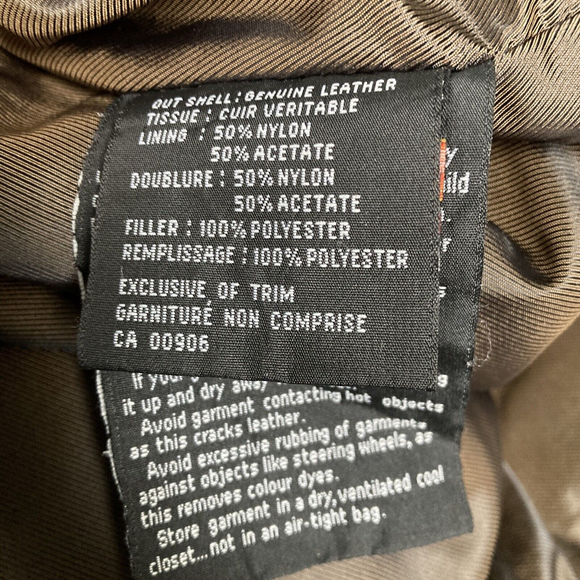 OUT SHELL: GENUINE LEATHER
TISSUE: CUIR VERITABLE
LINING : 50% NYLON
50% ACETATE
DOUBLURE : 50% NYLON
50% ACETATE
FILLER : 100% POLYESTER
REMPLISSAGE : 100% POLYESTER
EXCLUSIVE OF TRIM
GARNITURE NON COMPRISE
CA 00906
If your
it up and dry away
Avoid garment contacting hot objects
as this cracks leather.
Avoid excessive rubbing of garments
against objects like steering wheels, as
this removes colour dyes.
Store garment in a dry, ventilated cool
closet... not in an air-tight bag.